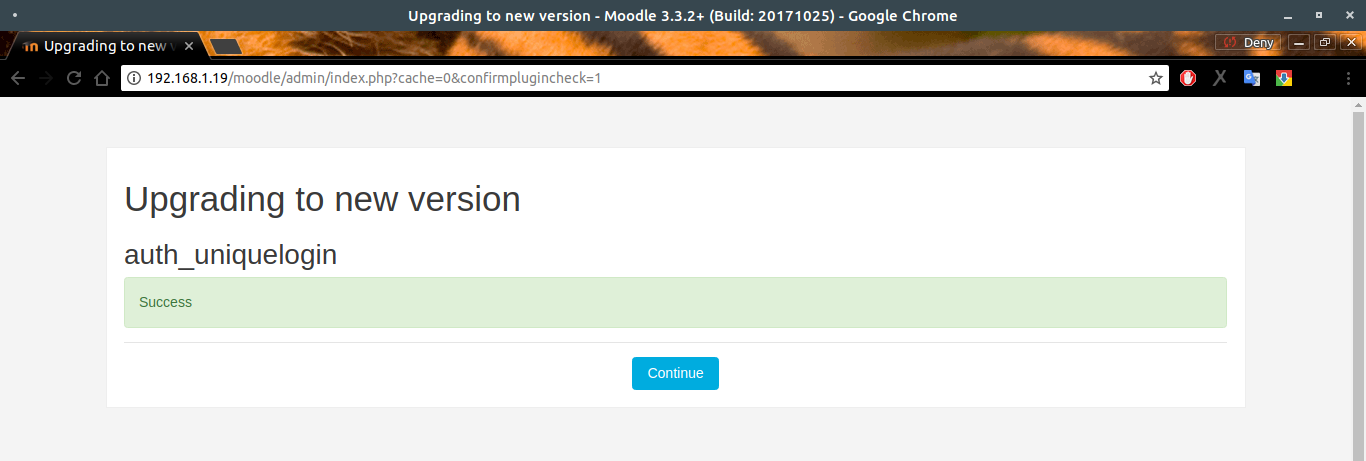 Upgrading to new version - Moodle 3.3.2+ (Build: 20171025) - Google Chrome
Upgrading to new v
Deny
192.168.1.19/moodle/admin/index.php?cache=0&confirmplugincheck=1
Upgrading to new version
auth_uniquelogin
Success
Continue